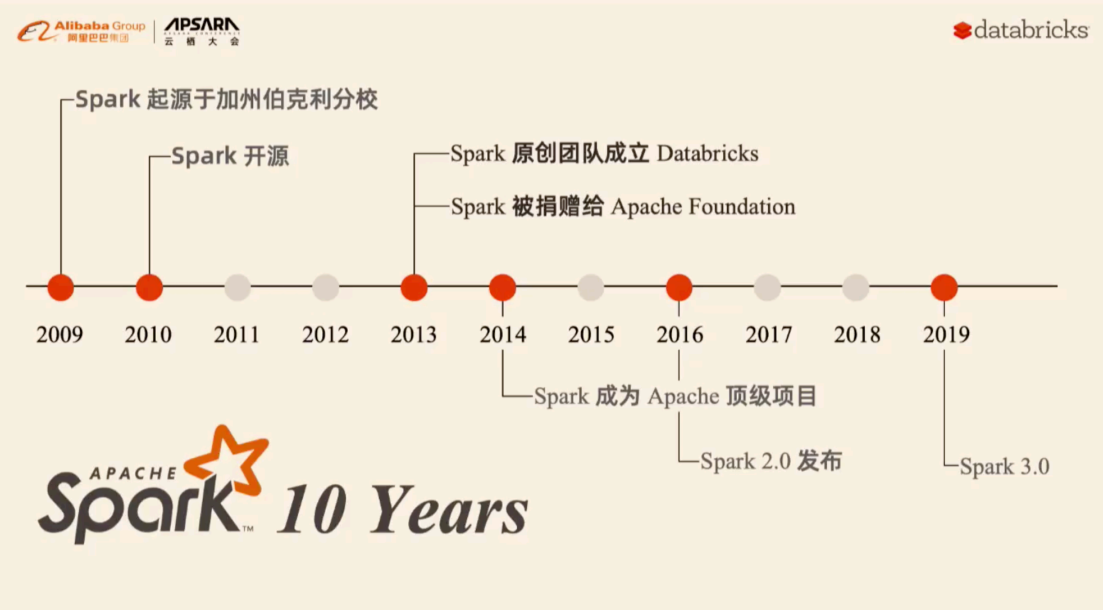 Alibaba Group
阿里巴巴集团
APSARA
云栖大会
databricks
Spark 起源于加州伯克利分校
Spark 开源
Spark 原创团队成立 Databricks
Spark 被捐赠给 Apache Foundation
2009 2010 2011 2012 2013 2014 2015 2016 2017 2018 2019
Spark 成为 Apache 顶级项目
Spark 2.0 发布
Spark 3.0
APACHE
Spark™ 10 Years